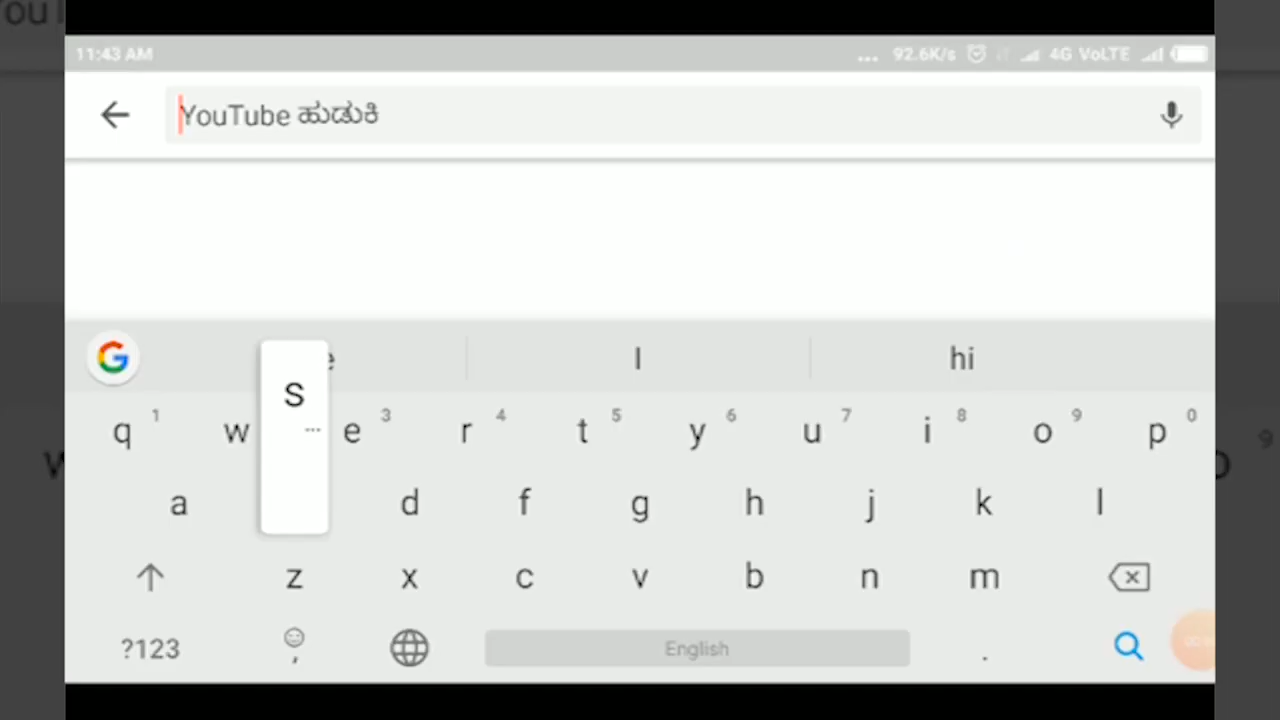 11:43 AM ... 92.6K/s 4G VoLTE
YouTube ಹುಡುಕಿ
I hi
q 1 w e 3 r 4 t 5 y 6 u 7 i 8 o 9 p 0
S
a d f g h j k l
z x c v b n m
?123 , English .